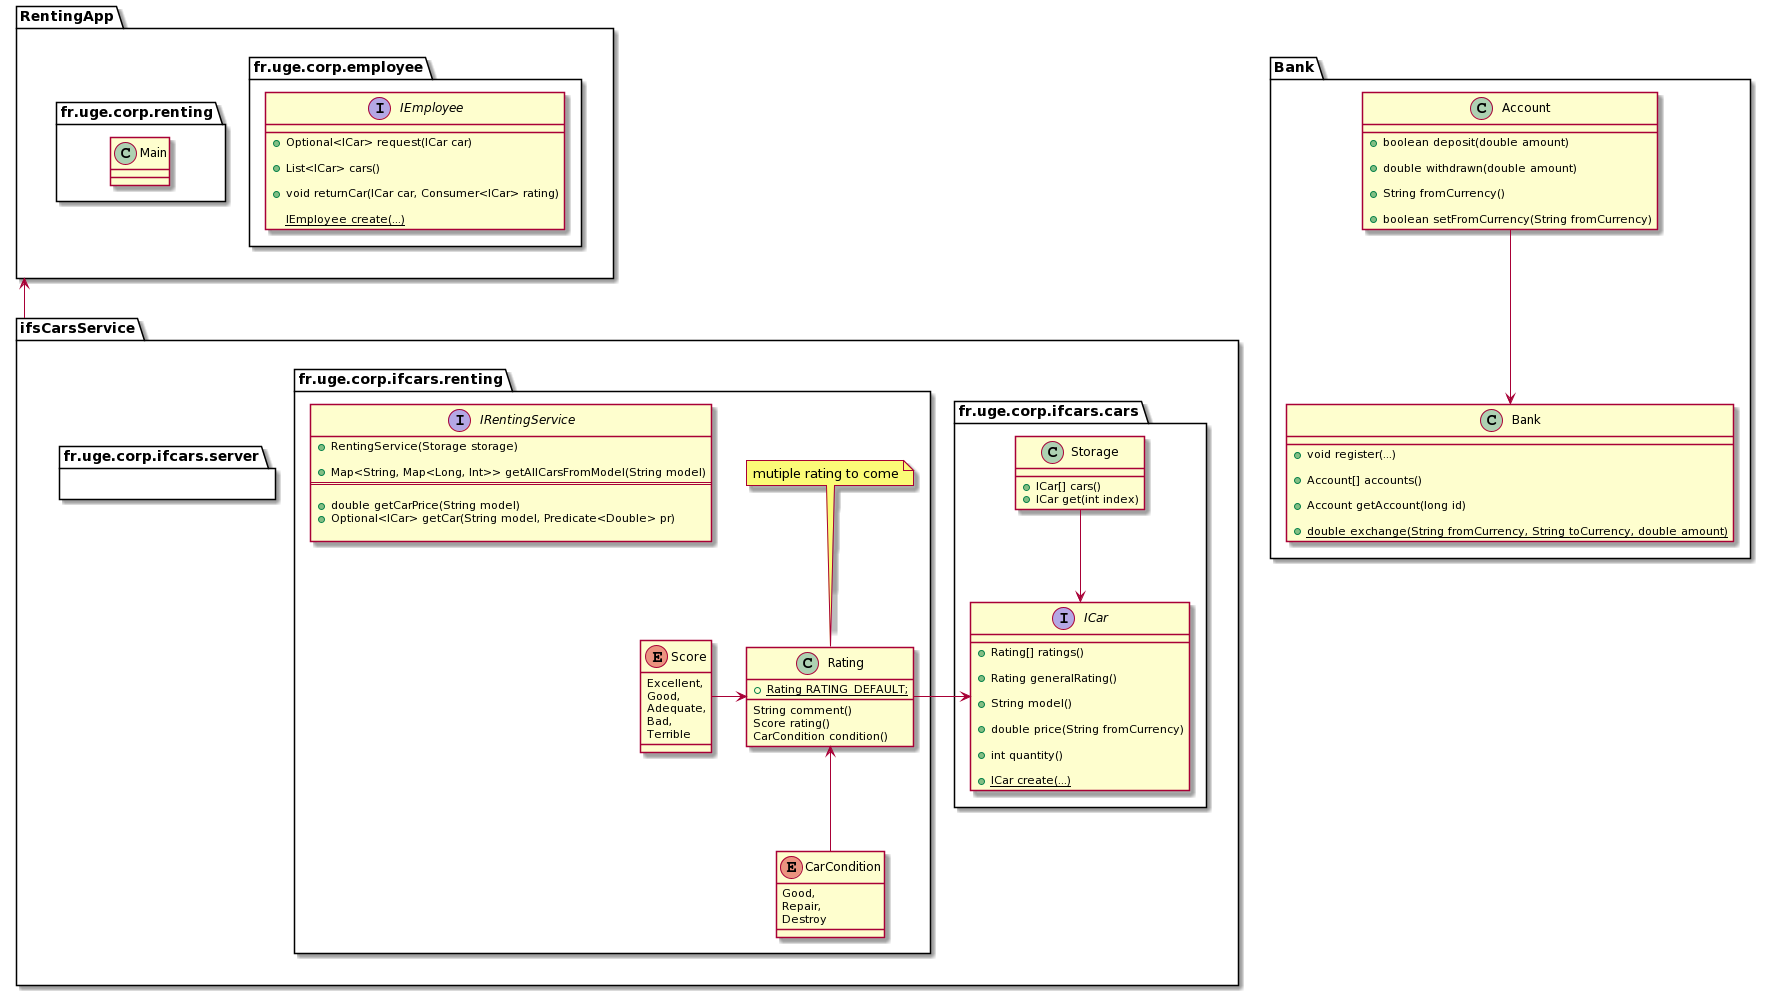 RentingApp
fr.uge.corp.renting
C Main
fr.uge.corp.employee
I IEmployee
Optional<ICar> request(ICar car)
List<ICar> cars()
void returnCar(ICar car, Consumer<ICar> rating)
IEmployee create(...)
Bank
C Account
boolean deposit(double amount)
double withdrawn(double amount)
String fromCurrency()
boolean setFromCurrency(String fromCurrency)
C Bank
void register(...)
Account[] accounts()
Account getAccount(long id)
double exchange(String fromCurrency, String toCurrency, double amount)
ifsCarsService
fr.uge.corp.ifcars.server
fr.uge.corp.ifcars.renting
I IRentingService
RentingService(Storage storage)
Map<String, Map<Long, Int>> getAllCarsFromModel(String model)
double getCarPrice(String model)
Optional<ICar> getCar(String model, Predicate<Double> pr)
mutiple rating to come
E Score
Excellent,
Good,
Adequate,
Bad,
Terrible
C Rating
Rating RATING_DEFAULT;
String comment()
Score rating()
CarCondition condition()
E CarCondition
Good,
Repair,
Destroy
fr.uge.corp.ifcars.cars
C Storage
ICar[] cars()
ICar get(int index)
I ICar
Rating[] ratings()
Rating generalRating()
String model()
double price(String fromCurrency)
int quantity()
ICar create(...)